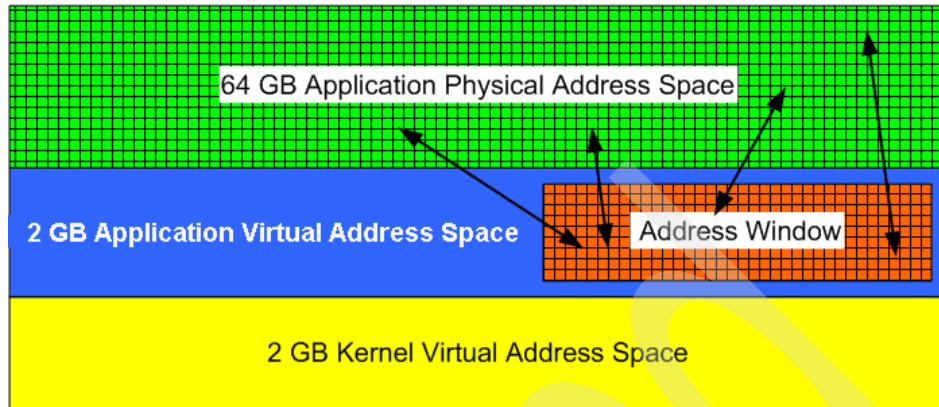 64 GB Application Physical Address Space
2 GB Application Virtual Address Space
Address Window
2 GB Kernel Virtual Address Space